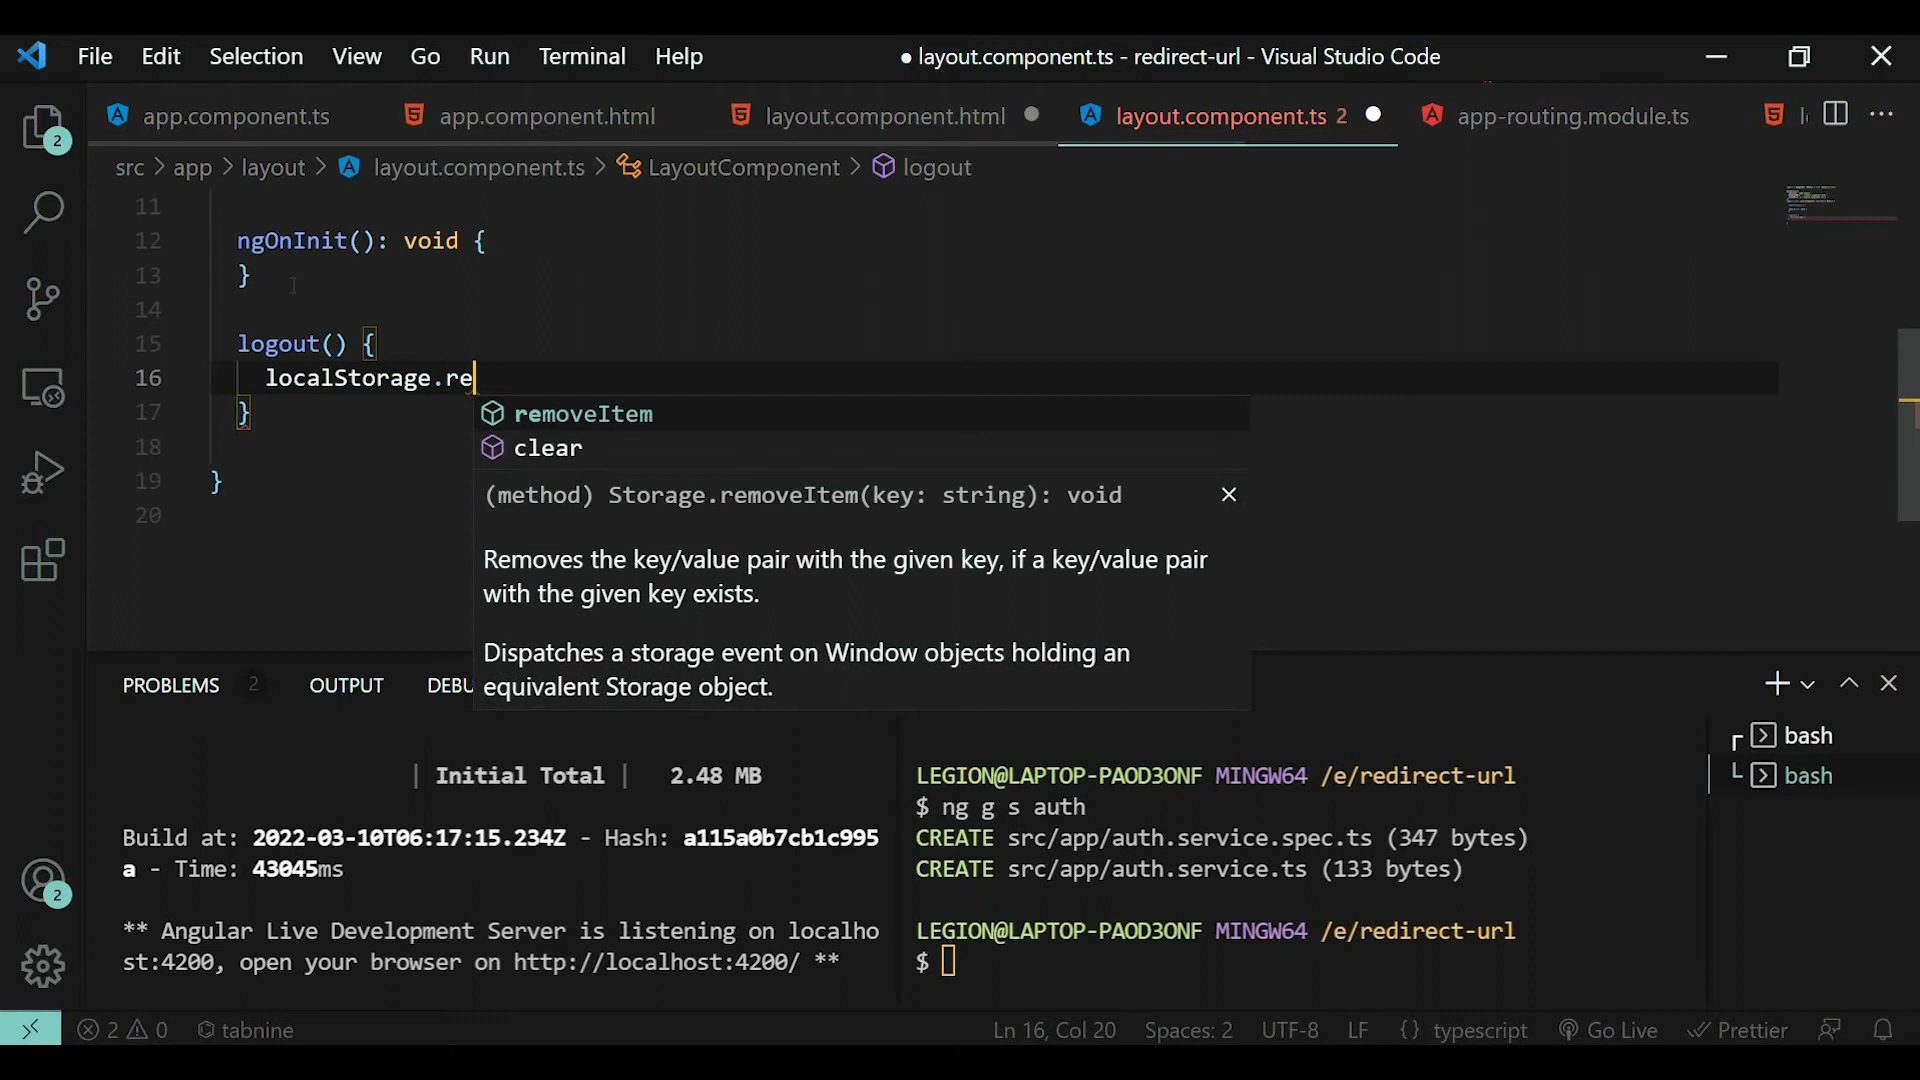 File Edit Selection View Go Run Terminal Help ● layout.component.ts - redirect-url - Visual Studio Code
app.component.ts app.component.html layout.component.html layout.component.ts 2 app-routing.module.ts
src > app > layout > layout.component.ts > LayoutComponent > logout
11
12 ngOnInit(): void {
13 }
14
15 logout() {
16 localStorage.re
17 }
18
19 }
20
removeItem
clear
(method) Storage.removeItem(key: string): void
Removes the key/value pair with the given key, if a key/value pair
with the given key exists.
Dispatches a storage event on Window objects holding an
equivalent Storage object.
2
2
PROBLEMS 2 OUTPUT DEBU
| Initial Total | 2.48 MB
Build at: 2022-03-10T06:17:15.234Z - Hash: a115a0b7cb1c995
a - Time: 43045ms
** Angular Live Development Server is listening on localho
st:4200, open your browser on http://localhost:4200/ **
LEGION@LAPTOP-PAOD3ONF MINGW64 /e/redirect-url
$ ng g s auth
CREATE src/app/auth.service.spec.ts (347 bytes)
CREATE src/app/auth.service.ts (133 bytes)
LEGION@LAPTOP-PAOD3ONF MINGW64 /e/redirect-url
$
bash
bash
2 0 tabnine Ln 16, Col 20 Spaces: 2 UTF-8 LF {} typescript Go Live Prettier